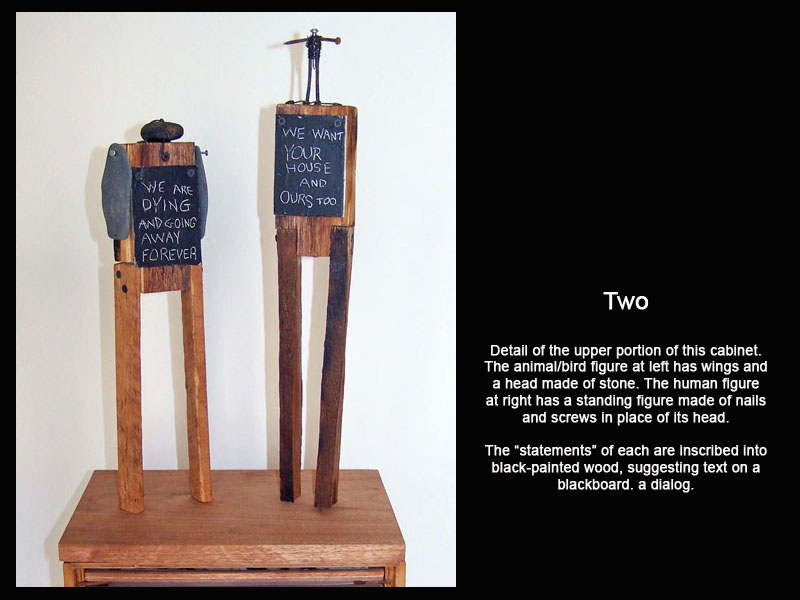 WE ARE
DYING
AND GOING
AWAY
FOREVER
WE WANT
YOUR
HOUSE
AND
OURS TOO
Two
Detail of the upper portion of this cabinet.
The animal/bird figure at left has wings and
a head made of stone. The human figure
at right has a standing figure made of nails
and screws in place of its head.
The “statements” of each are inscribed into
black-painted wood, suggesting text on a
blackboard. a dialog.